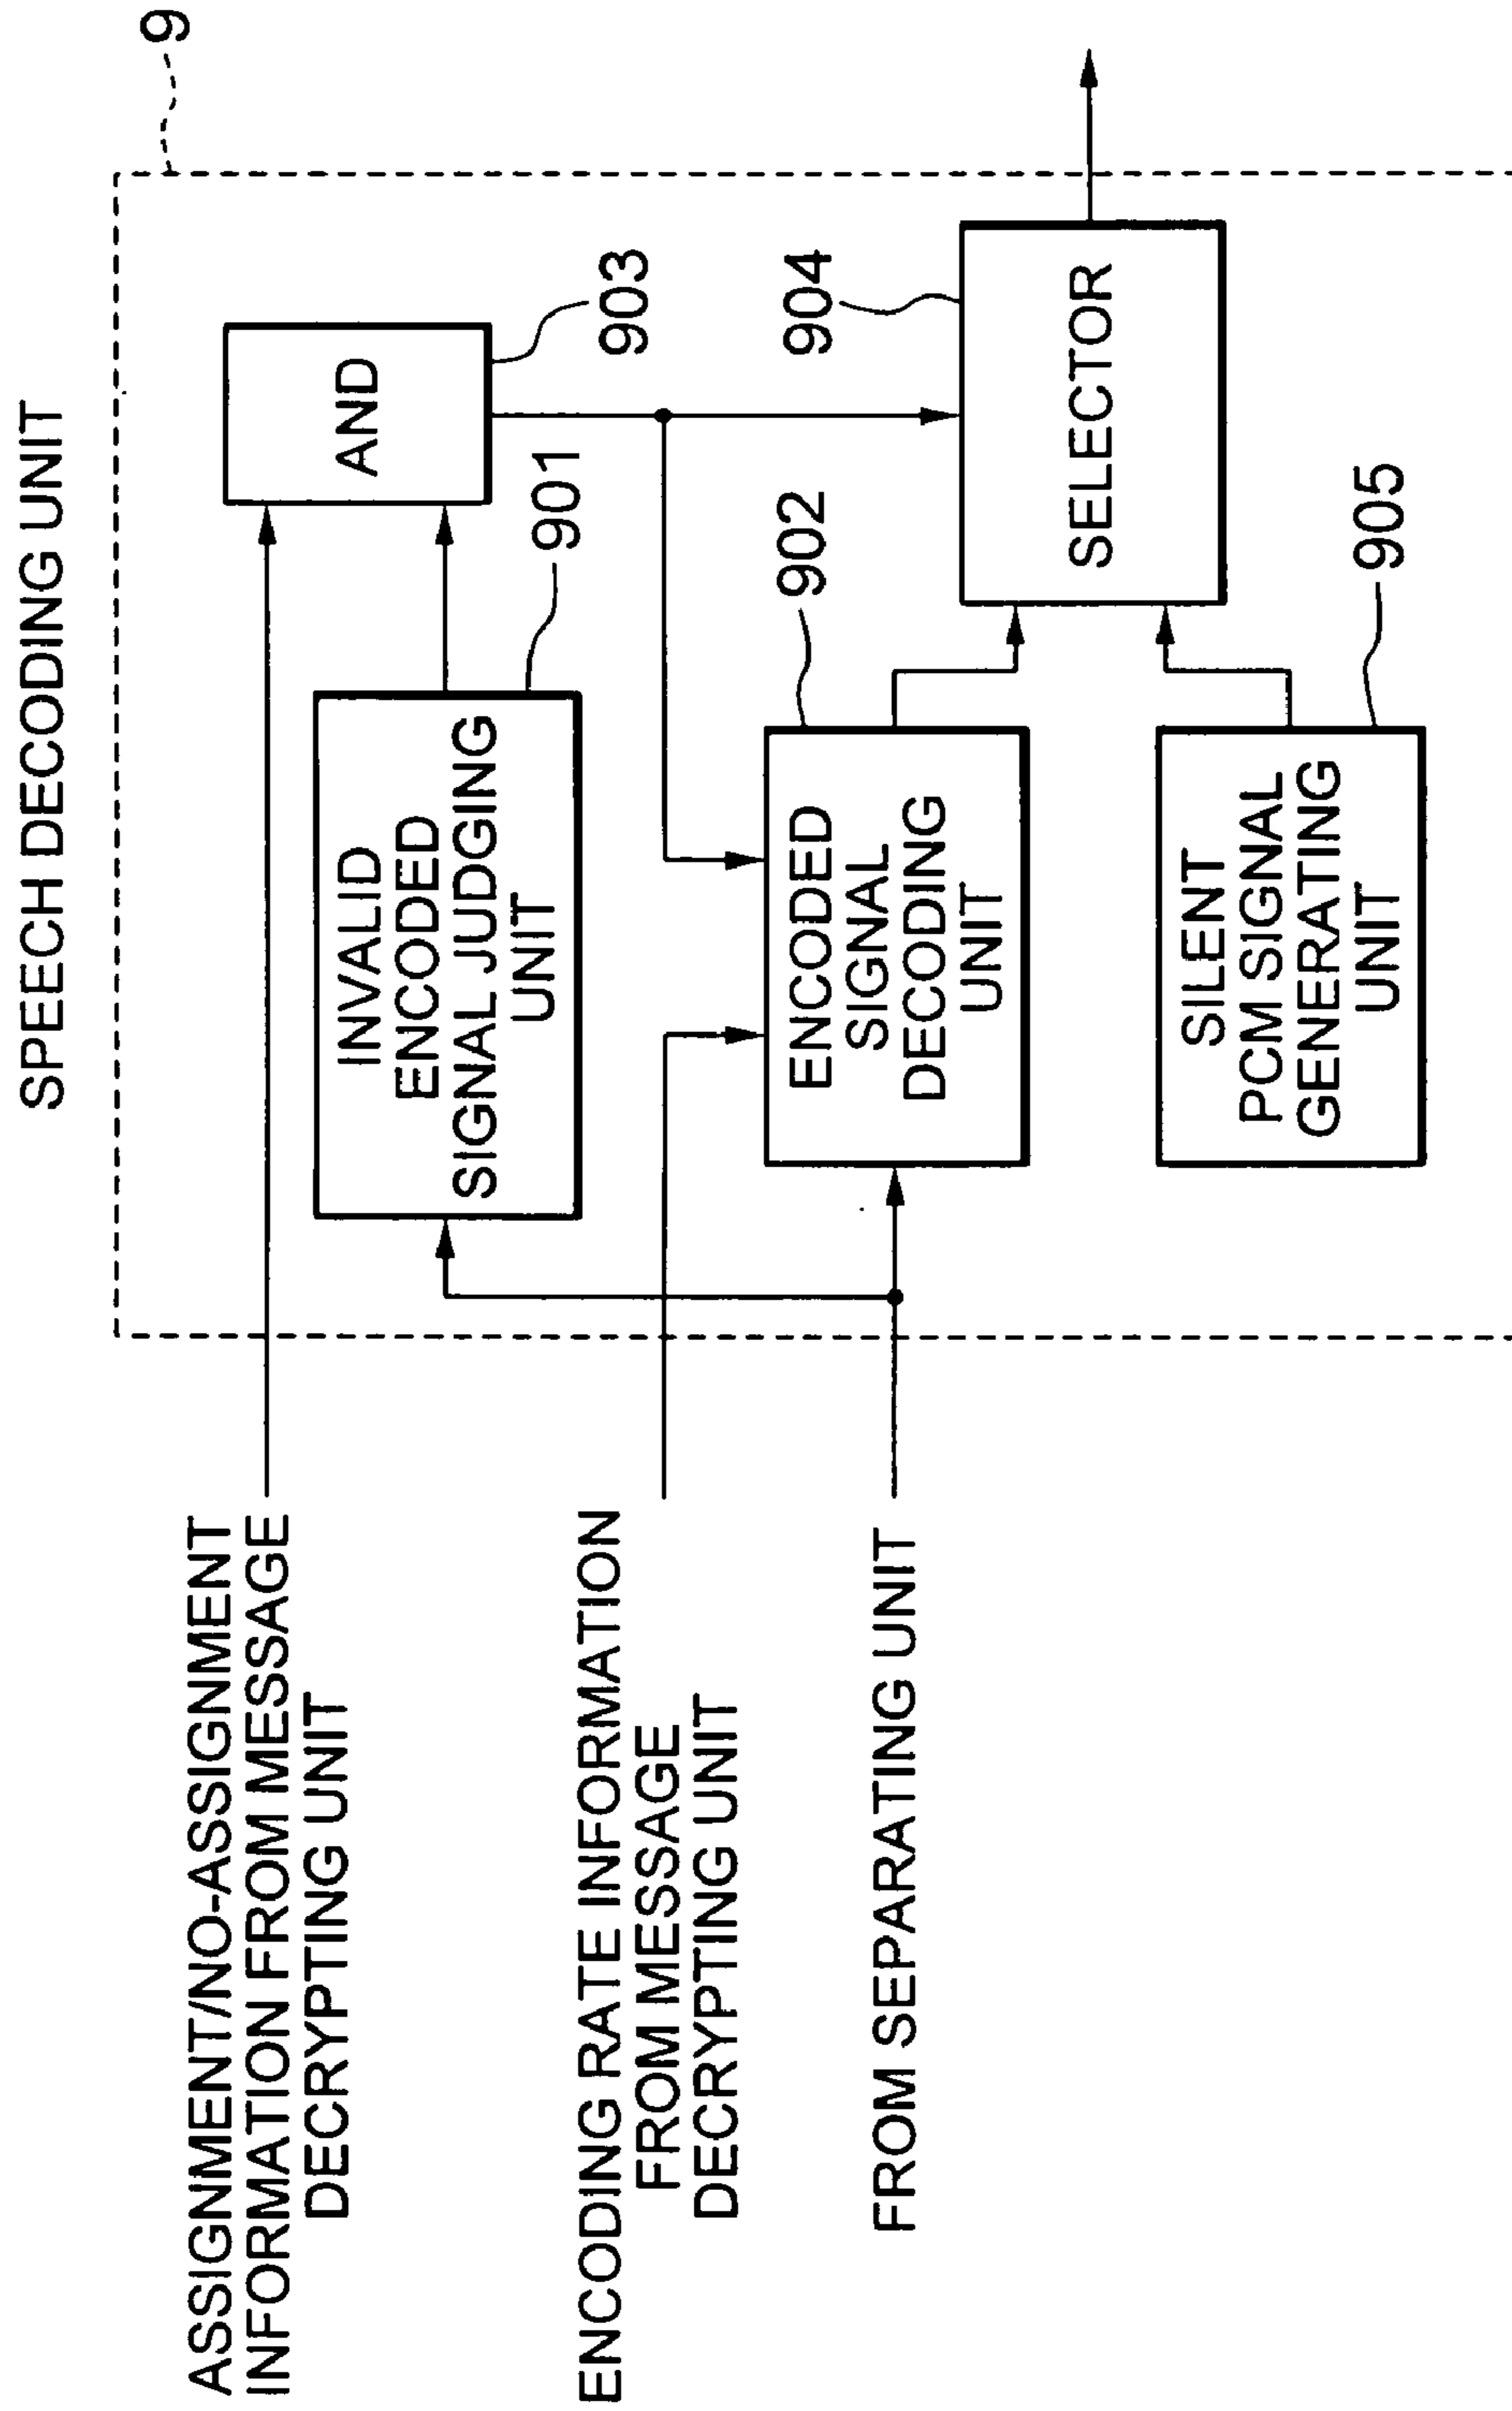 SPEECH DECODING UNIT
9
ASSIGNMENT/NO-ASSIGNMENT
INFORMATION FROM MESSAGE
DECRYPTING UNIT
AND
903
INVALID
ENCODED
SIGNAL JUDGING
UNIT
901
ENCODING RATE INFORMATION
FROM MESSAGE
DECRYPTING UNIT
FROM SEPARATING UNIT
ENCODED
SIGNAL
DECODING
UNIT
902
904
SELECTOR
SILENT
PCM SIGNAL
GENERATING
UNIT
905